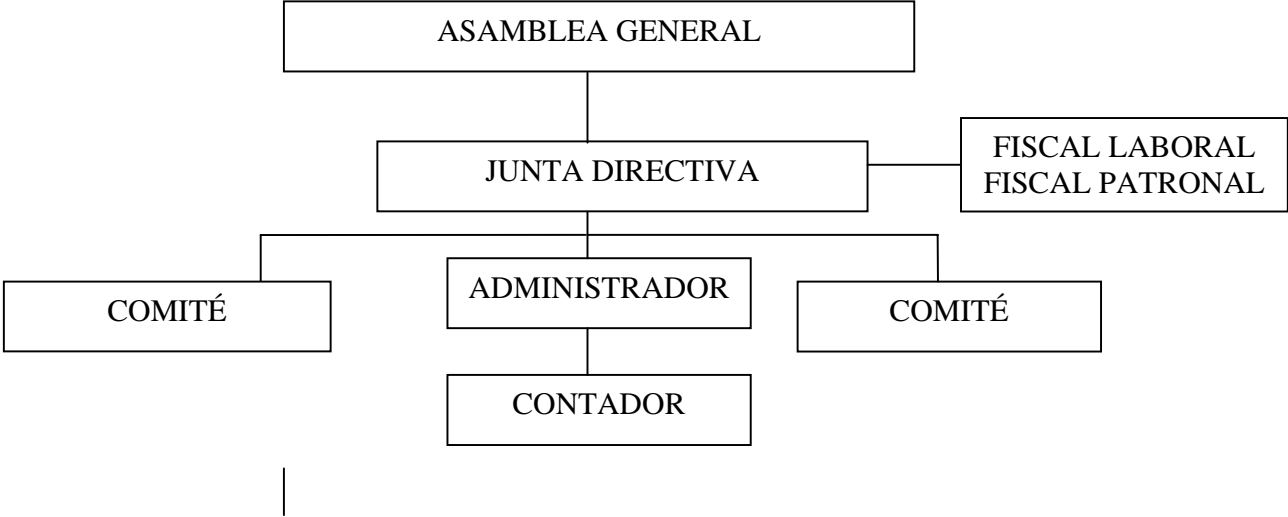 ASAMBLEA GENERAL
FISCAL LABORAL
FISCAL PATRONAL
JUNTA DIRECTIVA
COMITÉ
ADMINISTRADOR
COMITÉ
CONTADOR